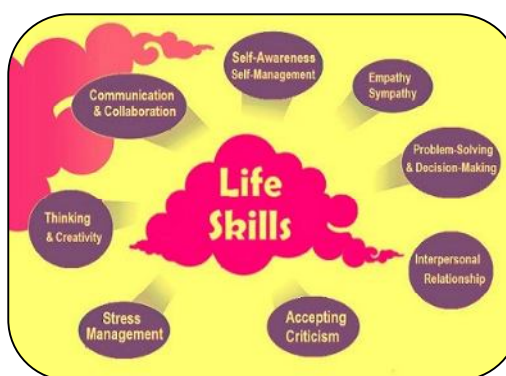 Self-Awareness
Self-Management
Empathy
Sympathy
Communication
& Collaboration
Problem-Solving
& Decision-Making
Life
Skills
Thinking
& Creativity
Interpersonal
Relationship
Stress
Management
Accepting
Criticism